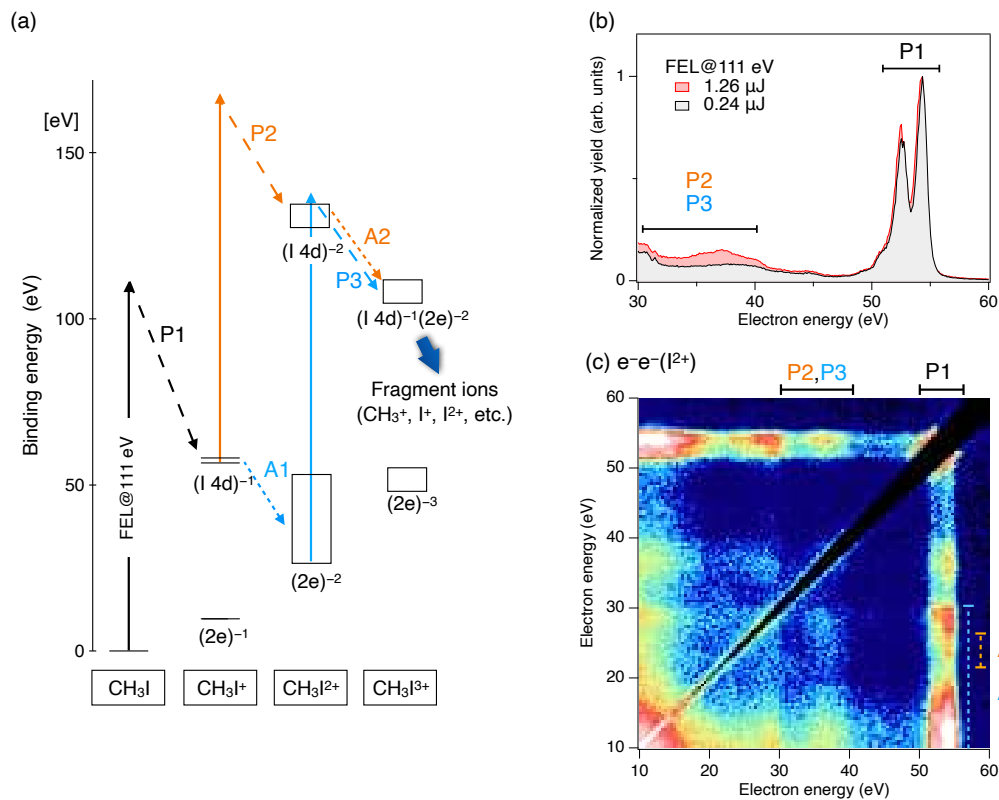 (a)
[eV]
150
100
50
0
Binding energy (eV)
FEL@111 eV
P1
P2
(I 4d)⁻²
A2
P3
(I 4d)⁻¹(2e)⁻²
Fragment ions
(CH₃⁺, I⁺, I²⁺, etc.)
(I 4d)⁻¹
A1
(2e)⁻²
(2e)⁻³
(2e)⁻¹
CH₃I
CH₃I⁺
CH₃I²⁺
CH₃I³⁺
(b)
FEL@111 eV
1.26 μJ
0.24 μJ
P1
P2
P3
Normalized yield (arb. units)
1
0
30
40
50
60
Electron energy (eV)
(c) e⁻e⁻(I²⁺)
P2,P3
P1
60
50
40
30
20
10
Electron energy (eV)
10
20
30
40
50
60
Electron energy (eV)